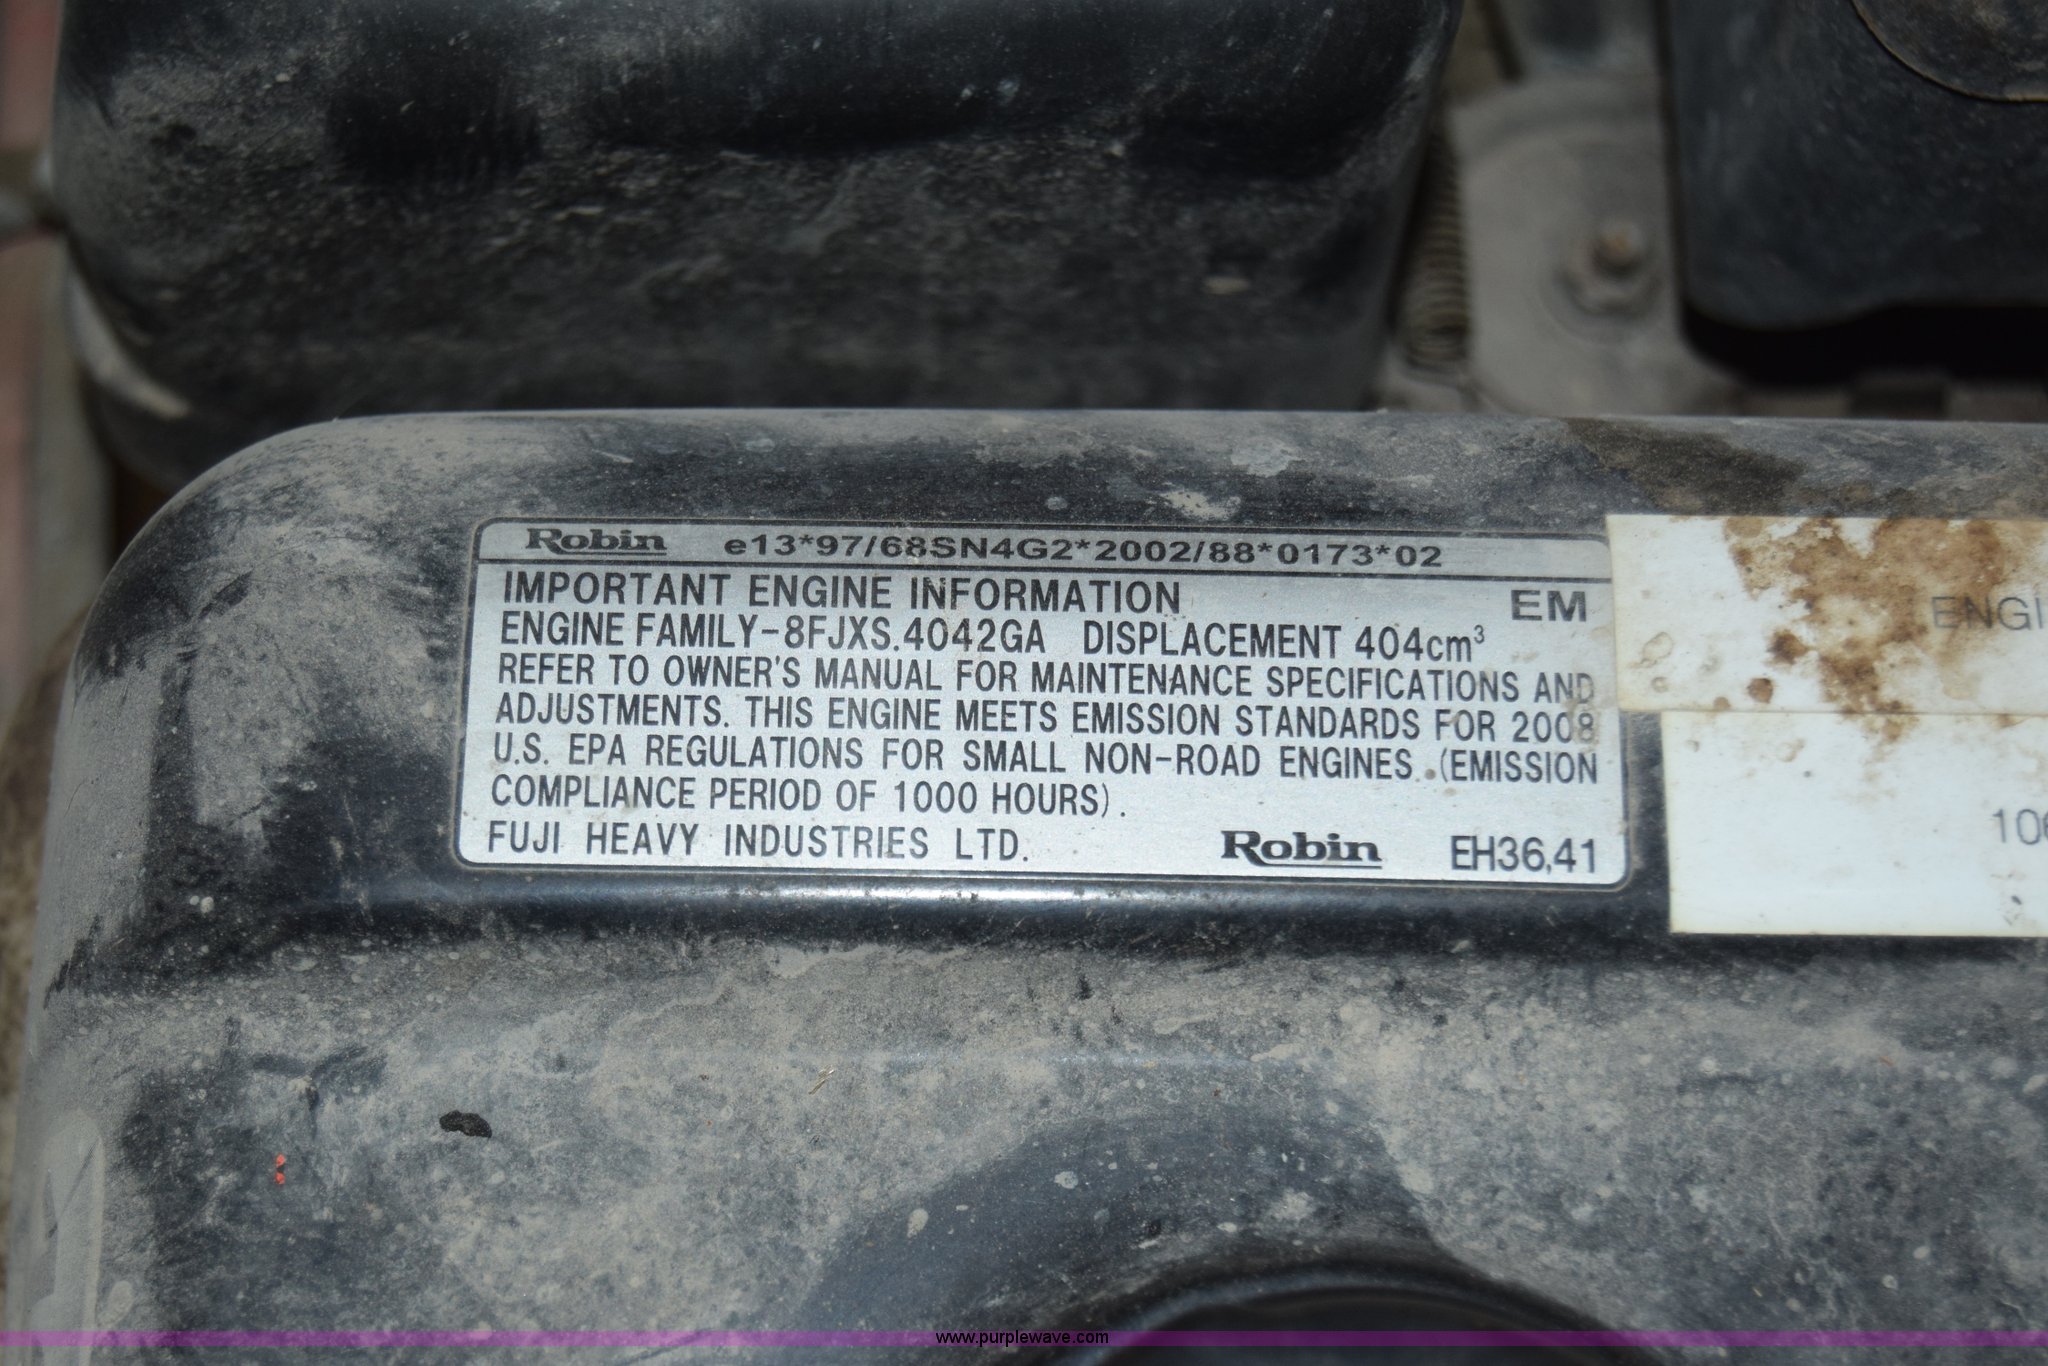 Robin e13*97/68SN4G2*2002/88*0173*02
IMPORTANT ENGINE INFORMATION EM
ENGINE FAMILY-8FJXS.4042GA DISPLACEMENT 404cm³
REFER TO OWNER'S MANUAL FOR MAINTENANCE SPECIFICATIONS AND
ADJUSTMENTS. THIS ENGINE MEETS EMISSION STANDARDS FOR 2008
U.S. EPA REGULATIONS FOR SMALL NON-ROAD ENGINES. (EMISSION
COMPLIANCE PERIOD OF 1000 HOURS).
FUJI HEAVY INDUSTRIES LTD. Robin EH36,41
ENGI
106
www.purplewave.com